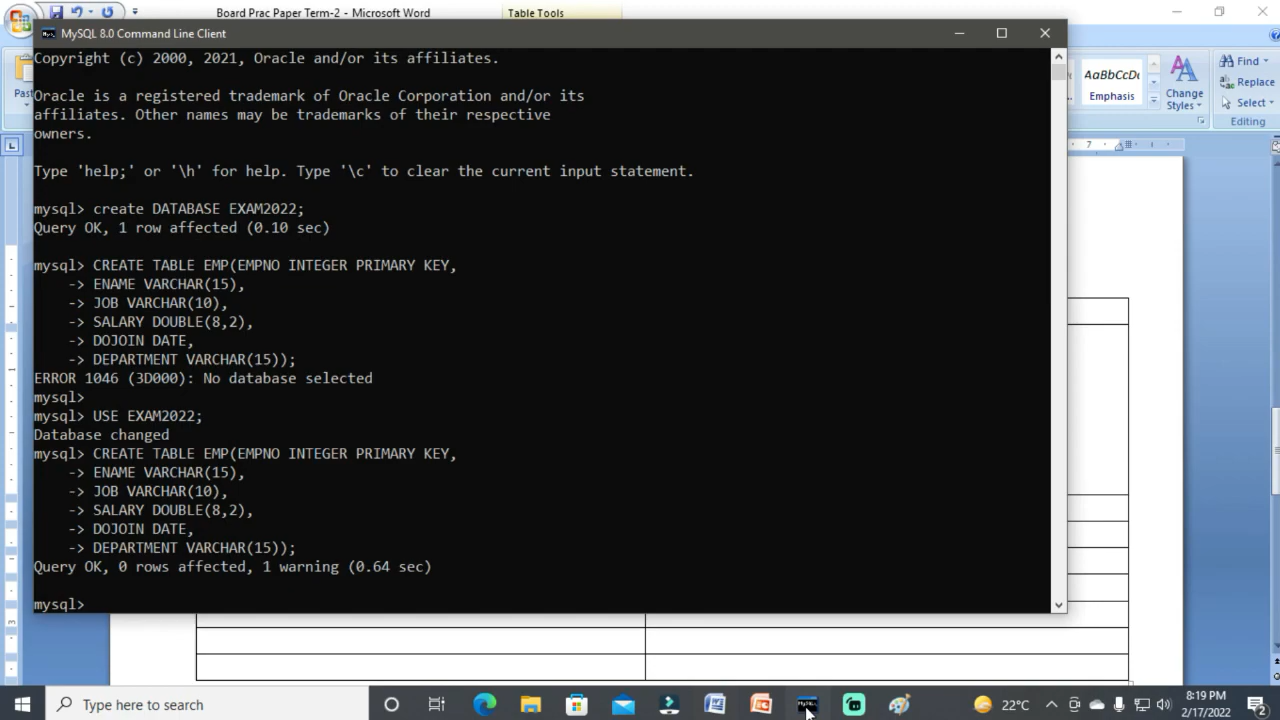 Board Prac Paper Term-2 - Microsoft Word
Table Tools
MySQL 8.0 Command Line Client
Copyright (c) 2000, 2021, Oracle and/or its affiliates.
Oracle is a registered trademark of Oracle Corporation and/or its
affiliates. Other names may be trademarks of their respective
owners.
Type 'help;' or '\h' for help. Type '\c' to clear the current input statement.
mysql> create DATABASE EXAM2022;
Query OK, 1 row affected (0.10 sec)
mysql> CREATE TABLE EMP(EMPNO INTEGER PRIMARY KEY,
-> ENAME VARCHAR(15),
-> JOB VARCHAR(10),
-> SALARY DOUBLE(8,2),
-> DOJOIN DATE,
-> DEPARTMENT VARCHAR(15));
ERROR 1046 (3D000): No database selected
mysql>
mysql> USE EXAM2022;
Database changed
mysql> CREATE TABLE EMP(EMPNO INTEGER PRIMARY KEY,
-> ENAME VARCHAR(15),
-> JOB VARCHAR(10),
-> SALARY DOUBLE(8,2),
-> DOJOIN DATE,
-> DEPARTMENT VARCHAR(15));
Query OK, 0 rows affected, 1 warning (0.64 sec)
mysql>
Past
AaBbCcDc
Emphasis
Change
Styles
Find
Replace
Select
Editing
7
Type here to search
22°C
8:19 PM
2/17/2022
2